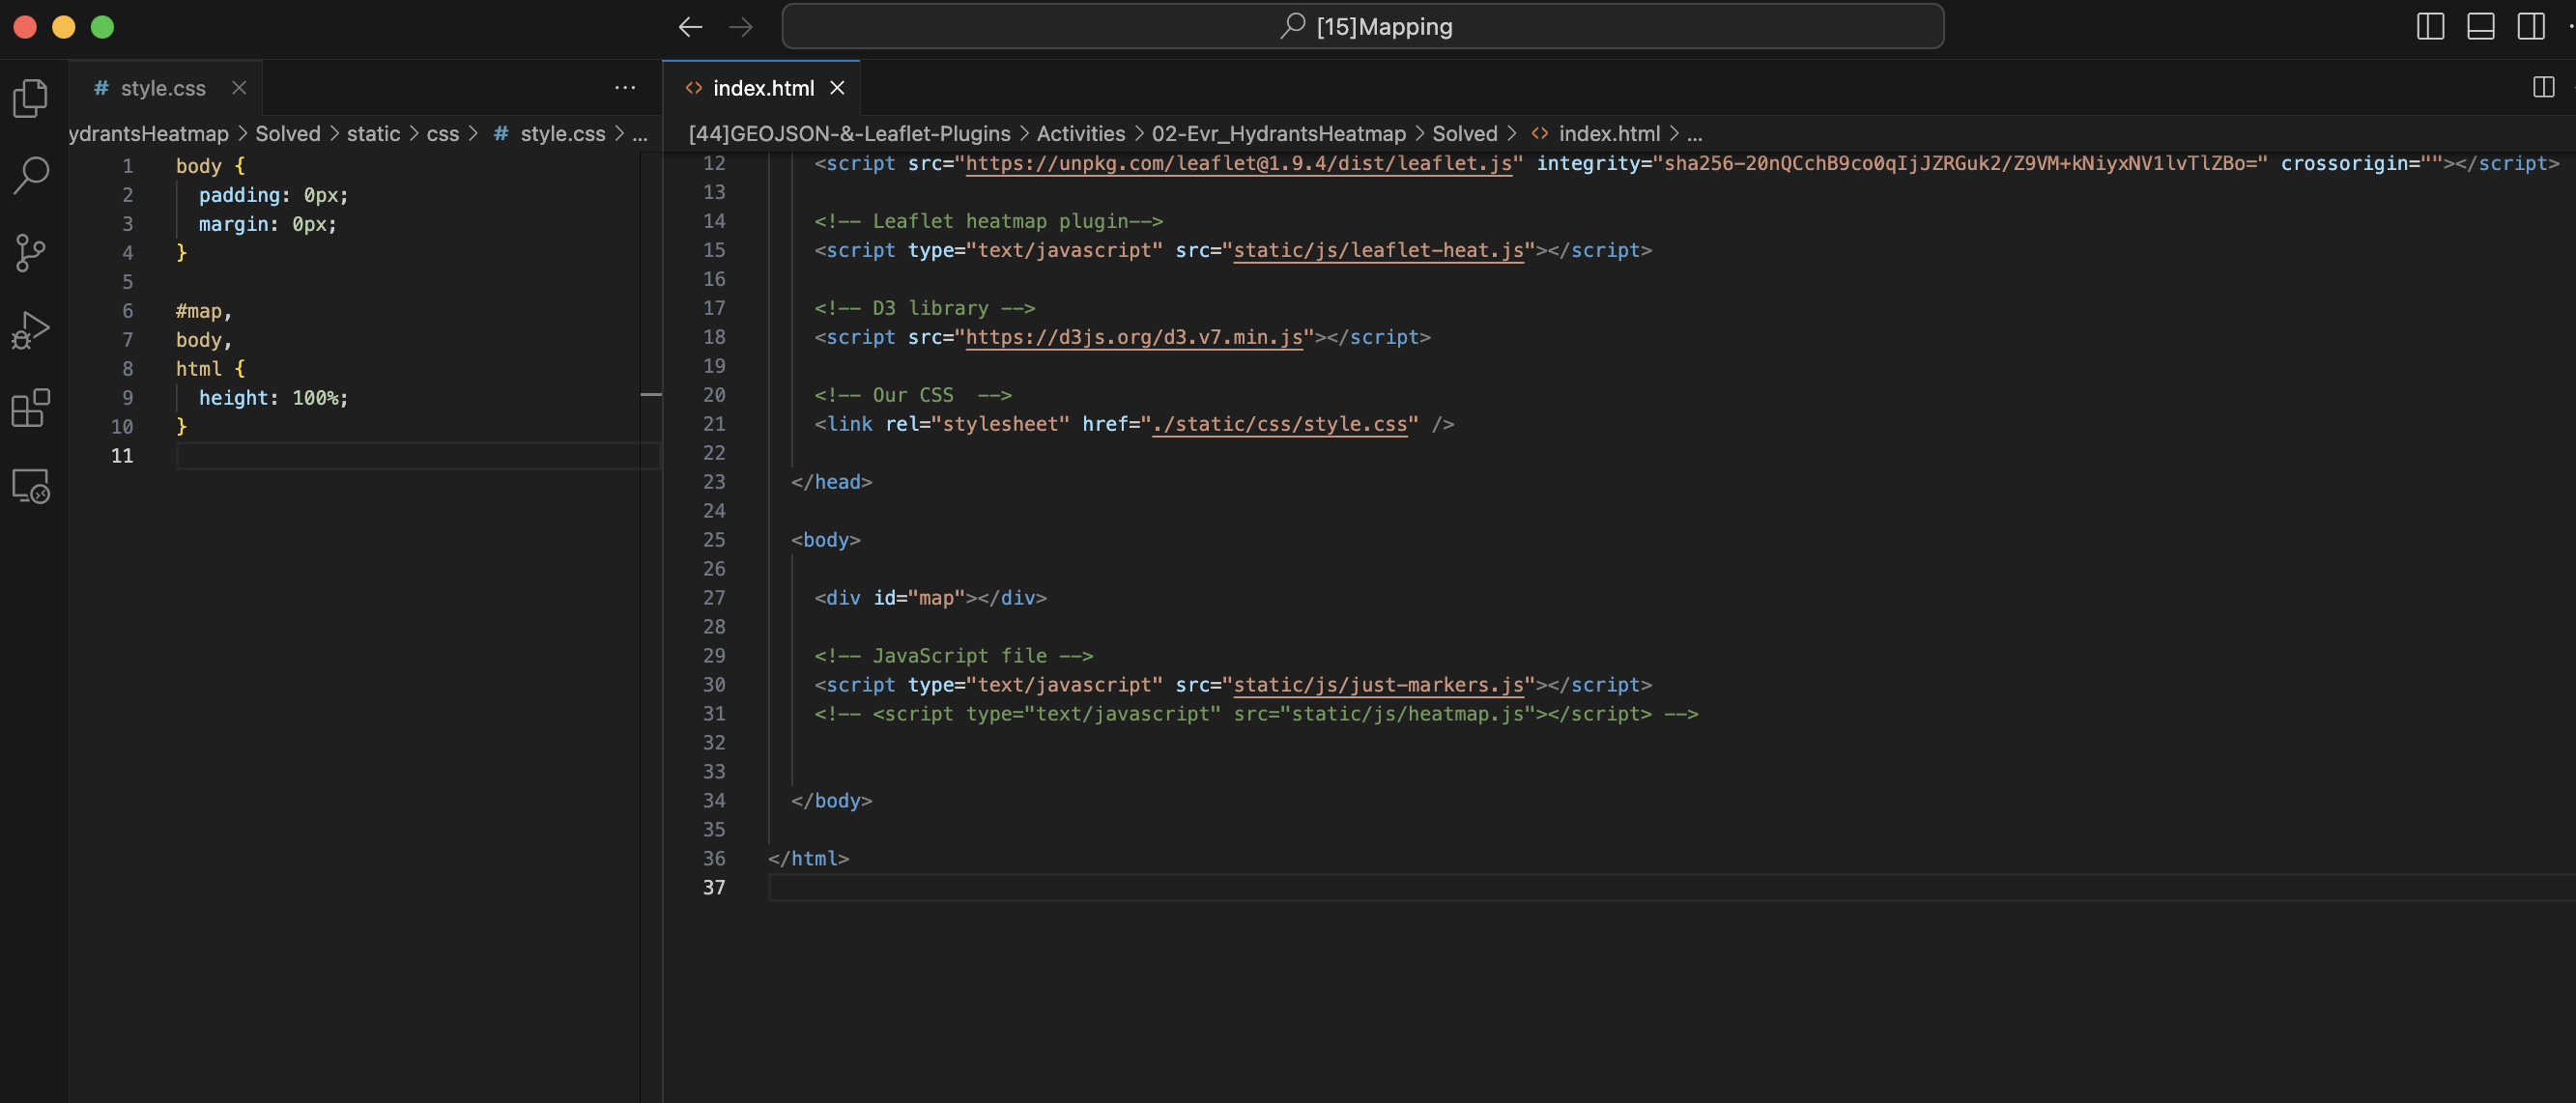 [15]Mapping
style.css
...
ydrantsHeatmap > Solved > static > css > # style.css > ...
1 body {
2 padding: 0px;
3 margin: 0px;
4 }
5
6 #map,
7 body,
8 html {
9 height: 100%;
10 }
11
index.html
[44]GEOJSON-&-Leaflet-Plugins > Activities > 02-Evr_HydrantsHeatmap > Solved > <> index.html > ...
12 <script src="https://unpkg.com/leaflet@1.9.4/dist/leaflet.js" integrity="sha256-20nQCchB9co0qIjJZRGuk2/Z9VM+kNiyxNV1lvTlZBo=" crossorigin=""></script>
13
14 <!-- Leaflet heatmap plugin-->
15 <script type="text/javascript" src="static/js/leaflet-heat.js"></script>
16
17 <!-- D3 library -->
18 <script src="https://d3js.org/d3.v7.min.js"></script>
19
20 <!-- Our CSS  -->
21 <link rel="stylesheet" href="./static/css/style.css" />
22
23 </head>
24
25 <body>
26
27 <div id="map"></div>
28
29 <!-- JavaScript file -->
30 <script type="text/javascript" src="static/js/just-markers.js"></script>
31 <!-- <script type="text/javascript" src="static/js/heatmap.js"></script> -->
32
33
34 </body>
35
36 </html>
37